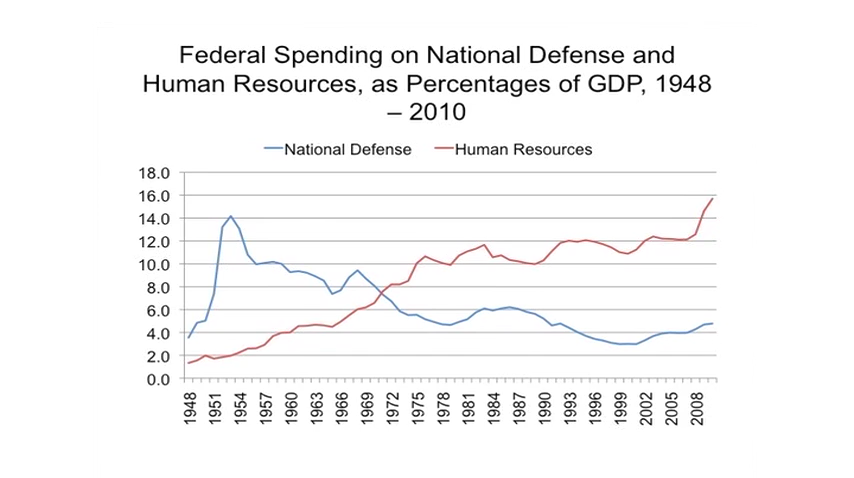 Federal Spending on National Defense and
Human Resources, as Percentages of GDP, 1948
– 2010
National Defense Human Resources
18.0
16.0
14.0
12.0
10.0
8.0
6.0
4.0
2.0
0.0
1948 1951 1954 1957 1960 1963 1966 1969 1972 1975 1978 1981 1984 1987 1990 1993 1996 1999 2002 2005 2008